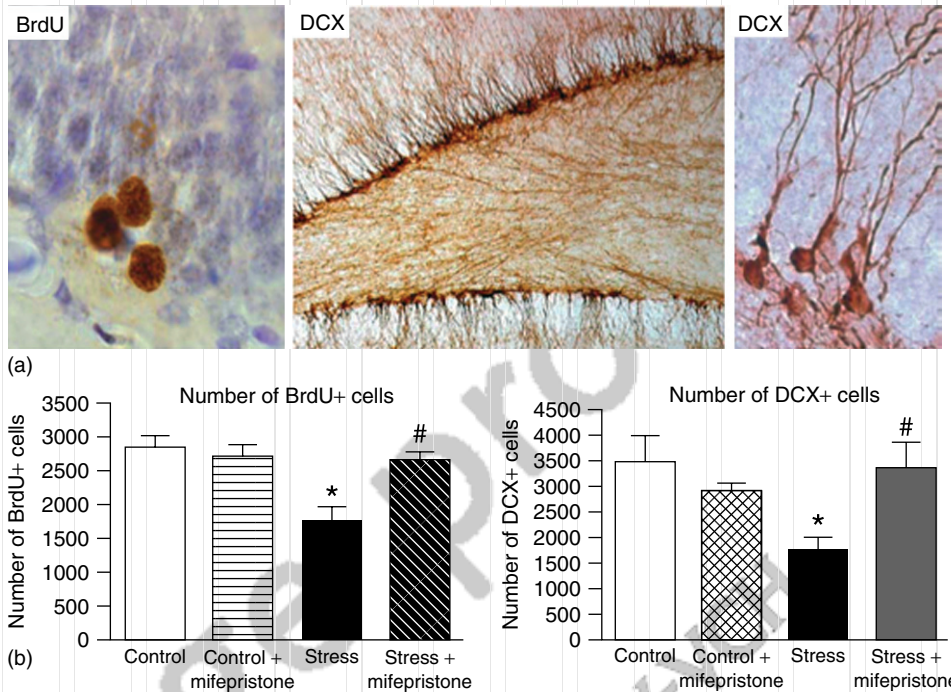 BrdU
DCX
DCX
(a)
Number of BrdU+ cells
Number of BrdU+ cells
3500
3000
2500
2000
1500
1000
500
0
*
#
Control
Control +
mifepristone
Stress
Stress +
mifepristone
Number of DCX+ cells
Number of DCX+ cells
4500
4000
3500
3000
2500
2000
1500
1000
500
0
*
#
Control
Control +
mifepristone
Stress
Stress +
mifepristone
(b)